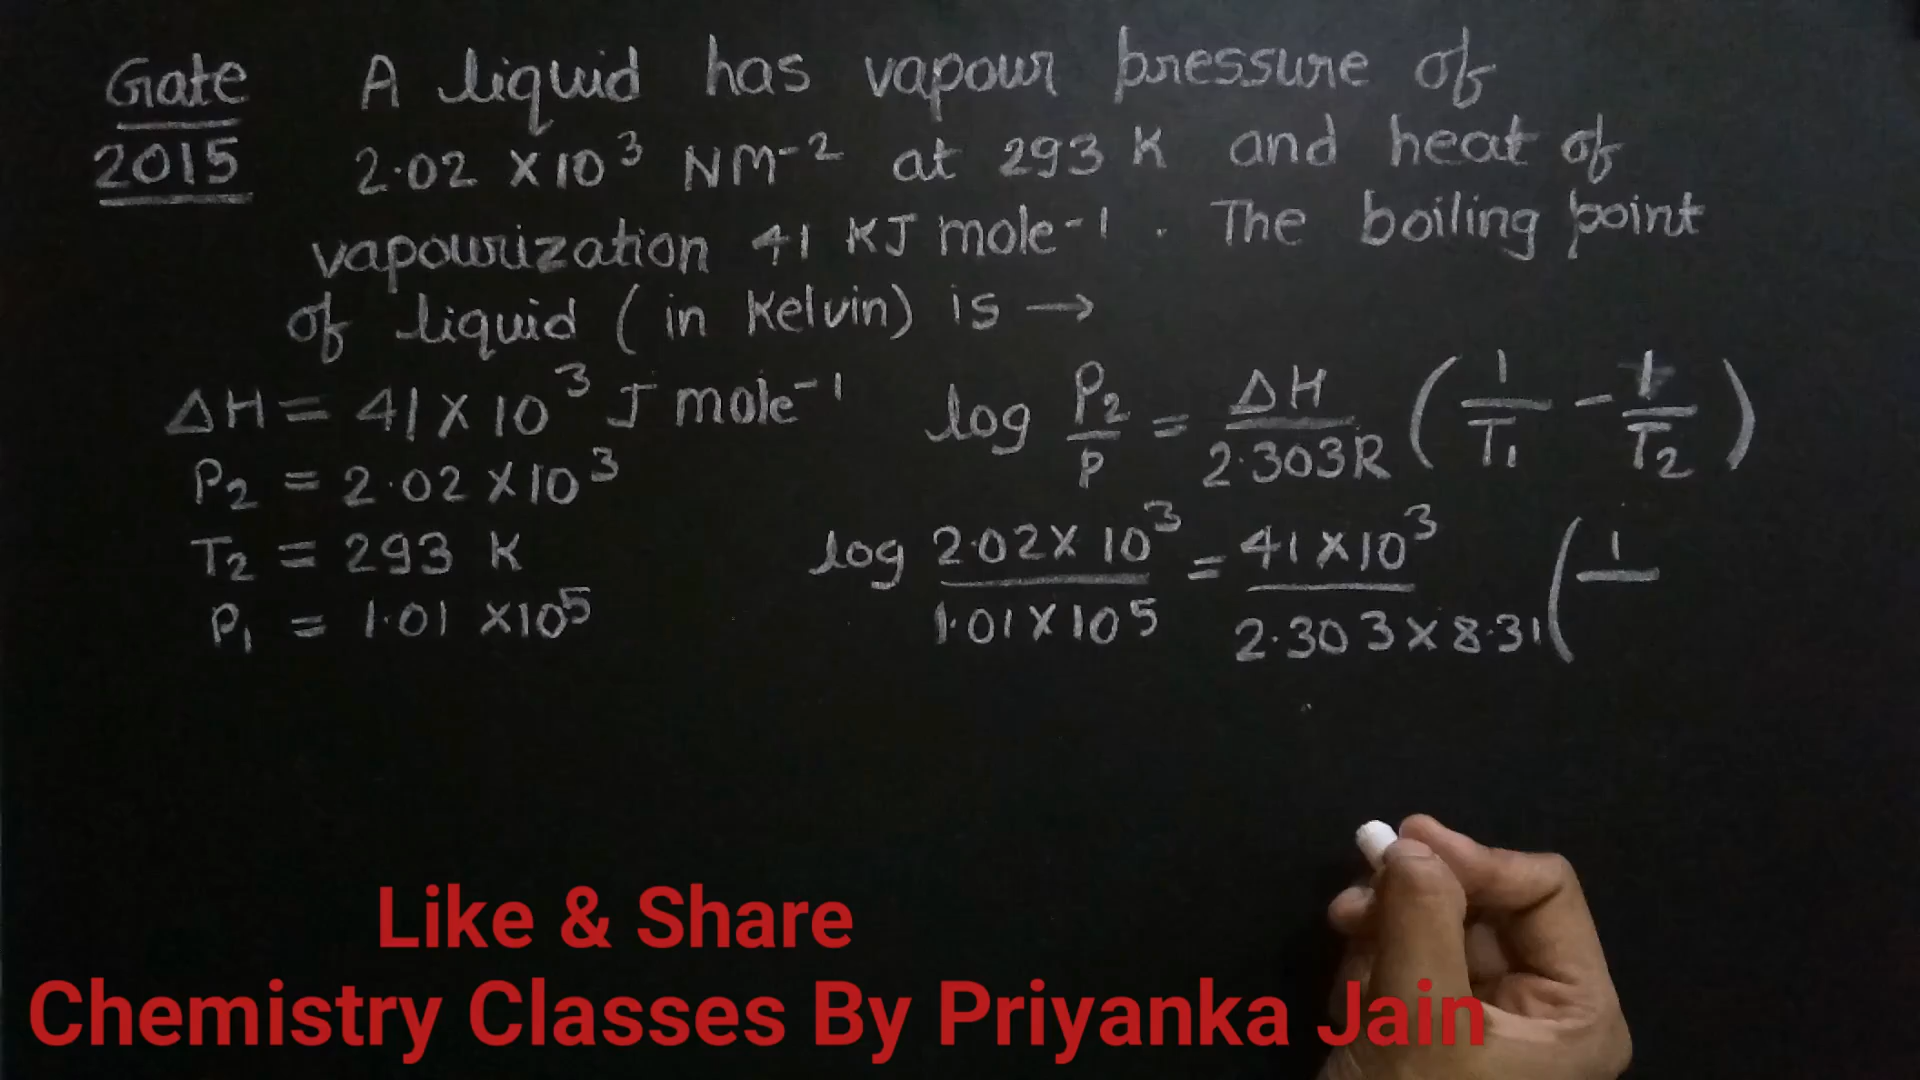 Gate A liquid has vapour pressure of
2015 2.02 × 10³ NM⁻² at 293 K and heat of
vapourization 41 KJ mole⁻¹. The boiling point
of liquid (in Kelvin) is →
ΔH = 41 × 10³ J mole⁻¹
P₂ = 2.02 × 10³
T₂ = 293 K
P₁ = 1.01 × 10⁵
log P₂/P = ΔH/2.303R (1/T₁ - 1/T₂)
log 2.02 × 10³/1.01 × 10⁵ = 41 × 10³/2.303 × 8.31 (1/
Like & Share
Chemistry Classes By Priyanka Jain